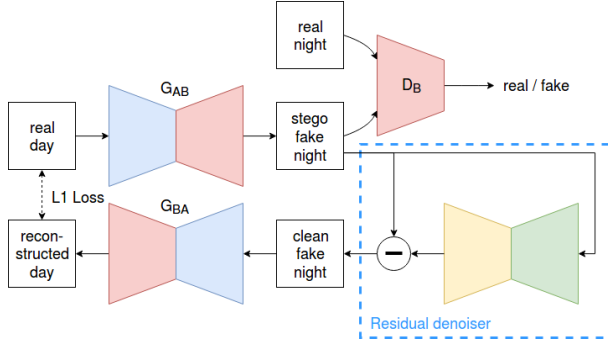 real
night
G_AB
D_B
real / fake
real
day
stego
fake
night
L1 Loss
G_BA
recon-
structed
day
clean
fake
night
−
Residual denoiser